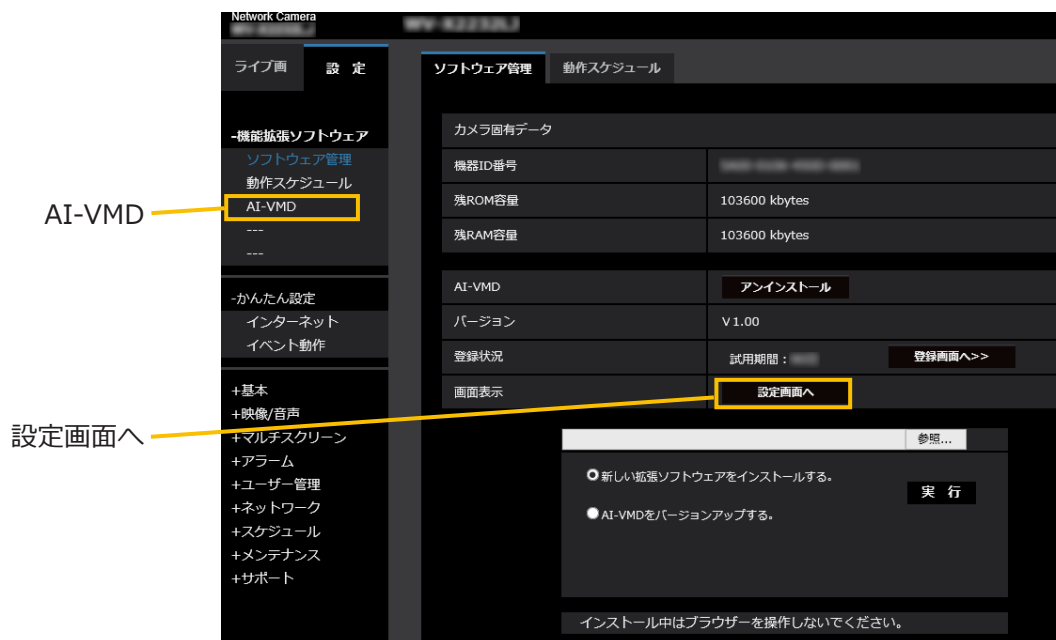 Network Camera
ライブ画
設 定
ソフトウェア管理
動作スケジュール
-機能拡張ソフトウェア
ソフトウェア管理
動作スケジュール
AI-VMD
---
---
-かんたん設定
インターネット
イベント動作
+基本
+映像/音声
+マルチスクリーン
+アラーム
+ユーザー管理
+ネットワーク
+スケジュール
+メンテナンス
+サポート
AI-VMD
設定画面へ
カメラ固有データ
機器ID番号
残ROM容量 103600 kbytes
残RAM容量 103600 kbytes
AI-VMD アンインストール
バージョン V1.00
登録状況 試用期間： 登録画面へ>>
画面表示 設定画面へ
参照...
新しい拡張ソフトウェアをインストールする。
実 行
AI-VMDをバージョンアップする。
インストール中はブラウザーを操作しないでください。